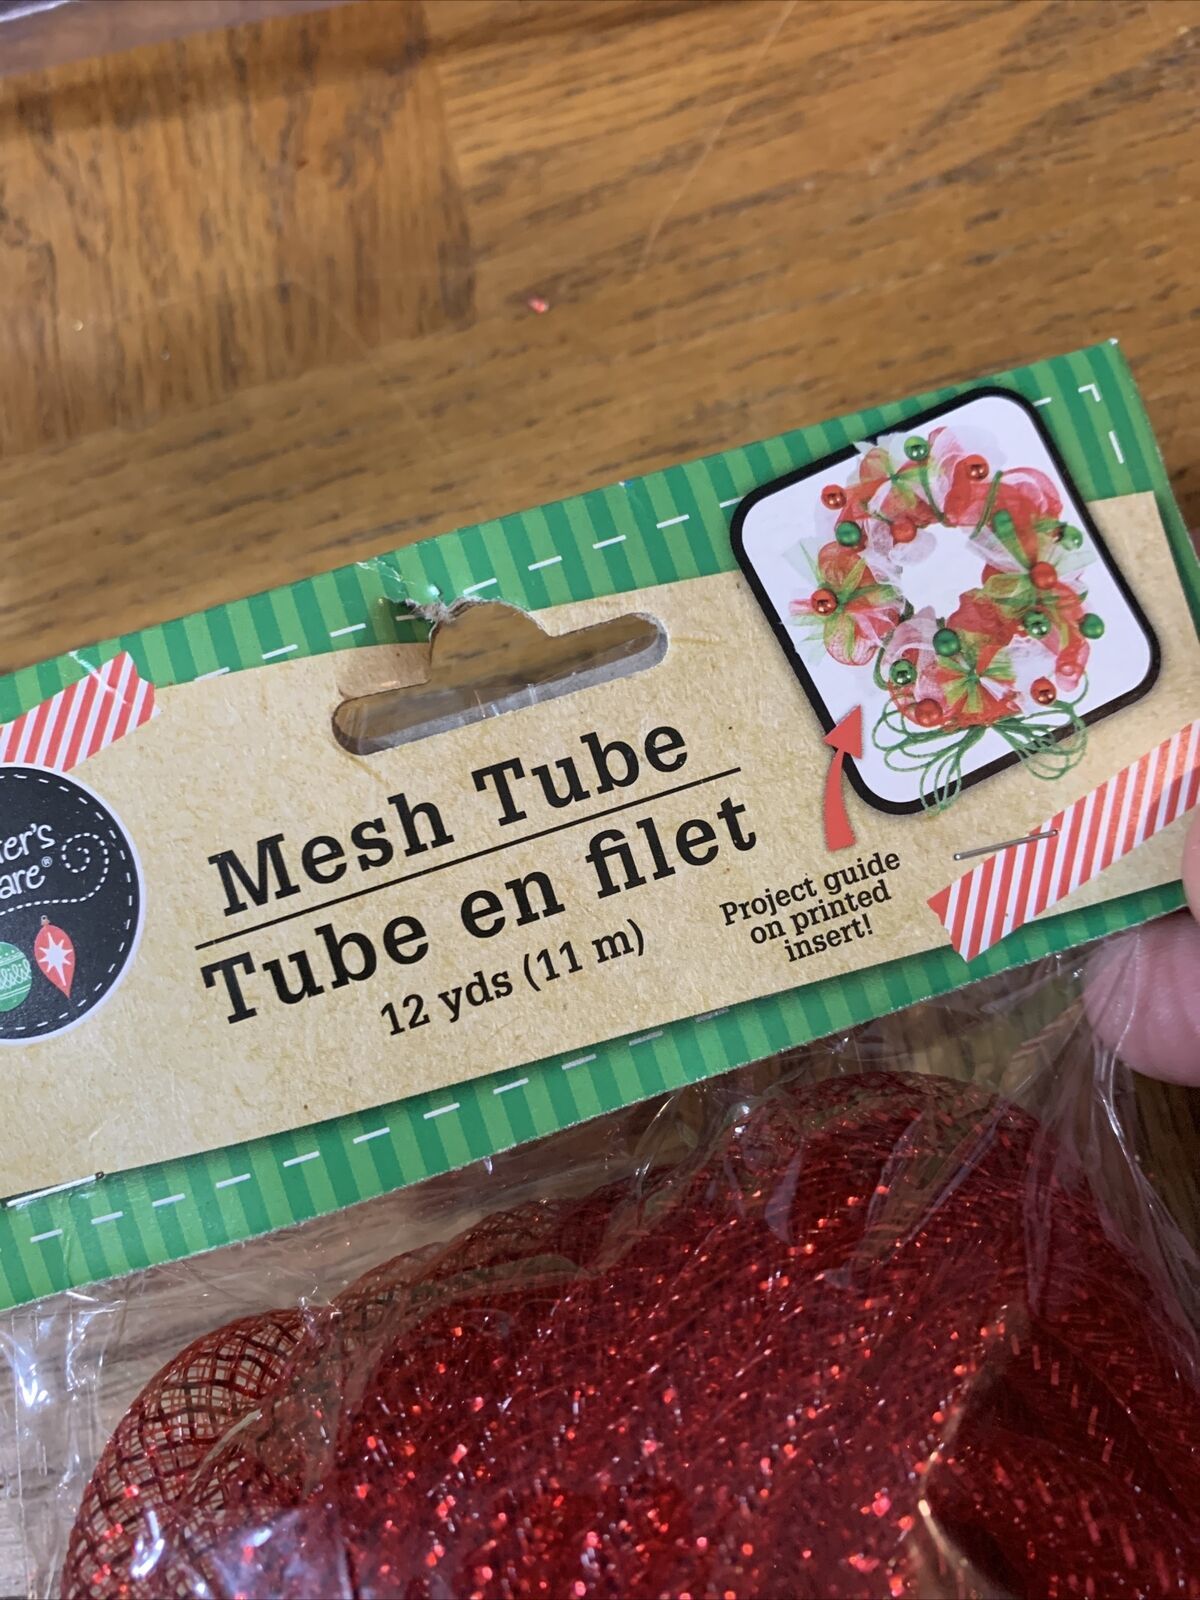 Mesh Tube
Tube en filet
12 yds (11 m)
Project guide
on printed
insert!